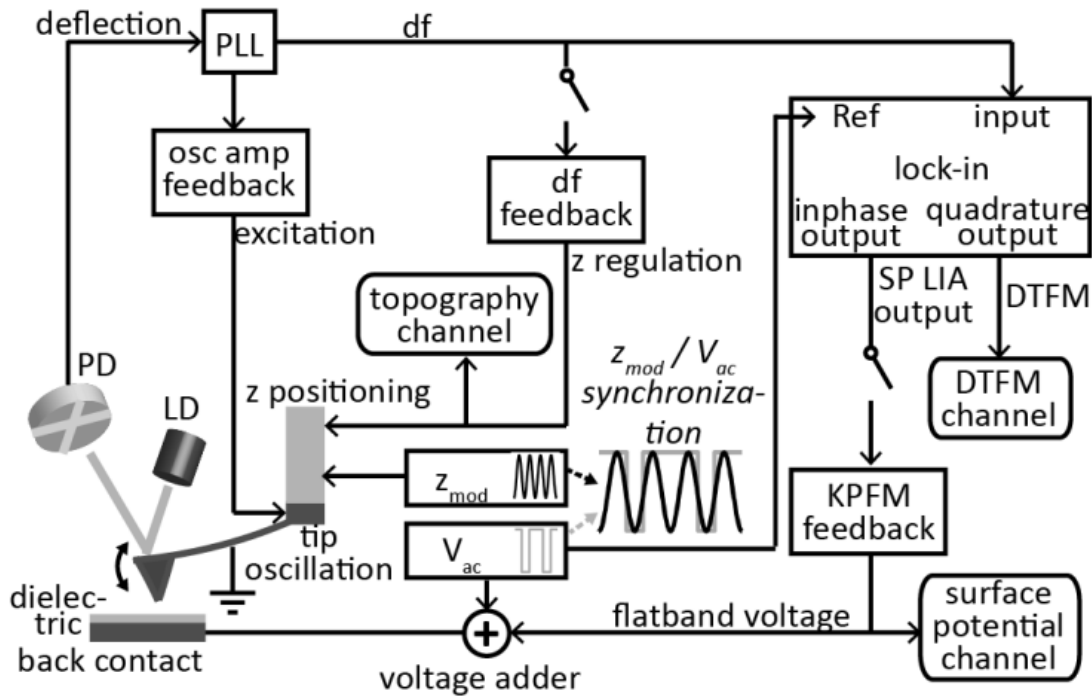 deflection
PLL
df
Ref
input
lock-in
inphase
output
quadrature
output
osc amp
feedback
excitation
df
feedback
z regulation
topography
channel
SP LIA
output
DTFM
DTFM
channel
PD
LD
z positioning
z_mod / V_ac
synchroniza-
tion
z_mod
V_ac
KPFM
feedback
tip
oscillation
dielec-
tric
back contact
+
voltage adder
flatband voltage
surface
potential
channel